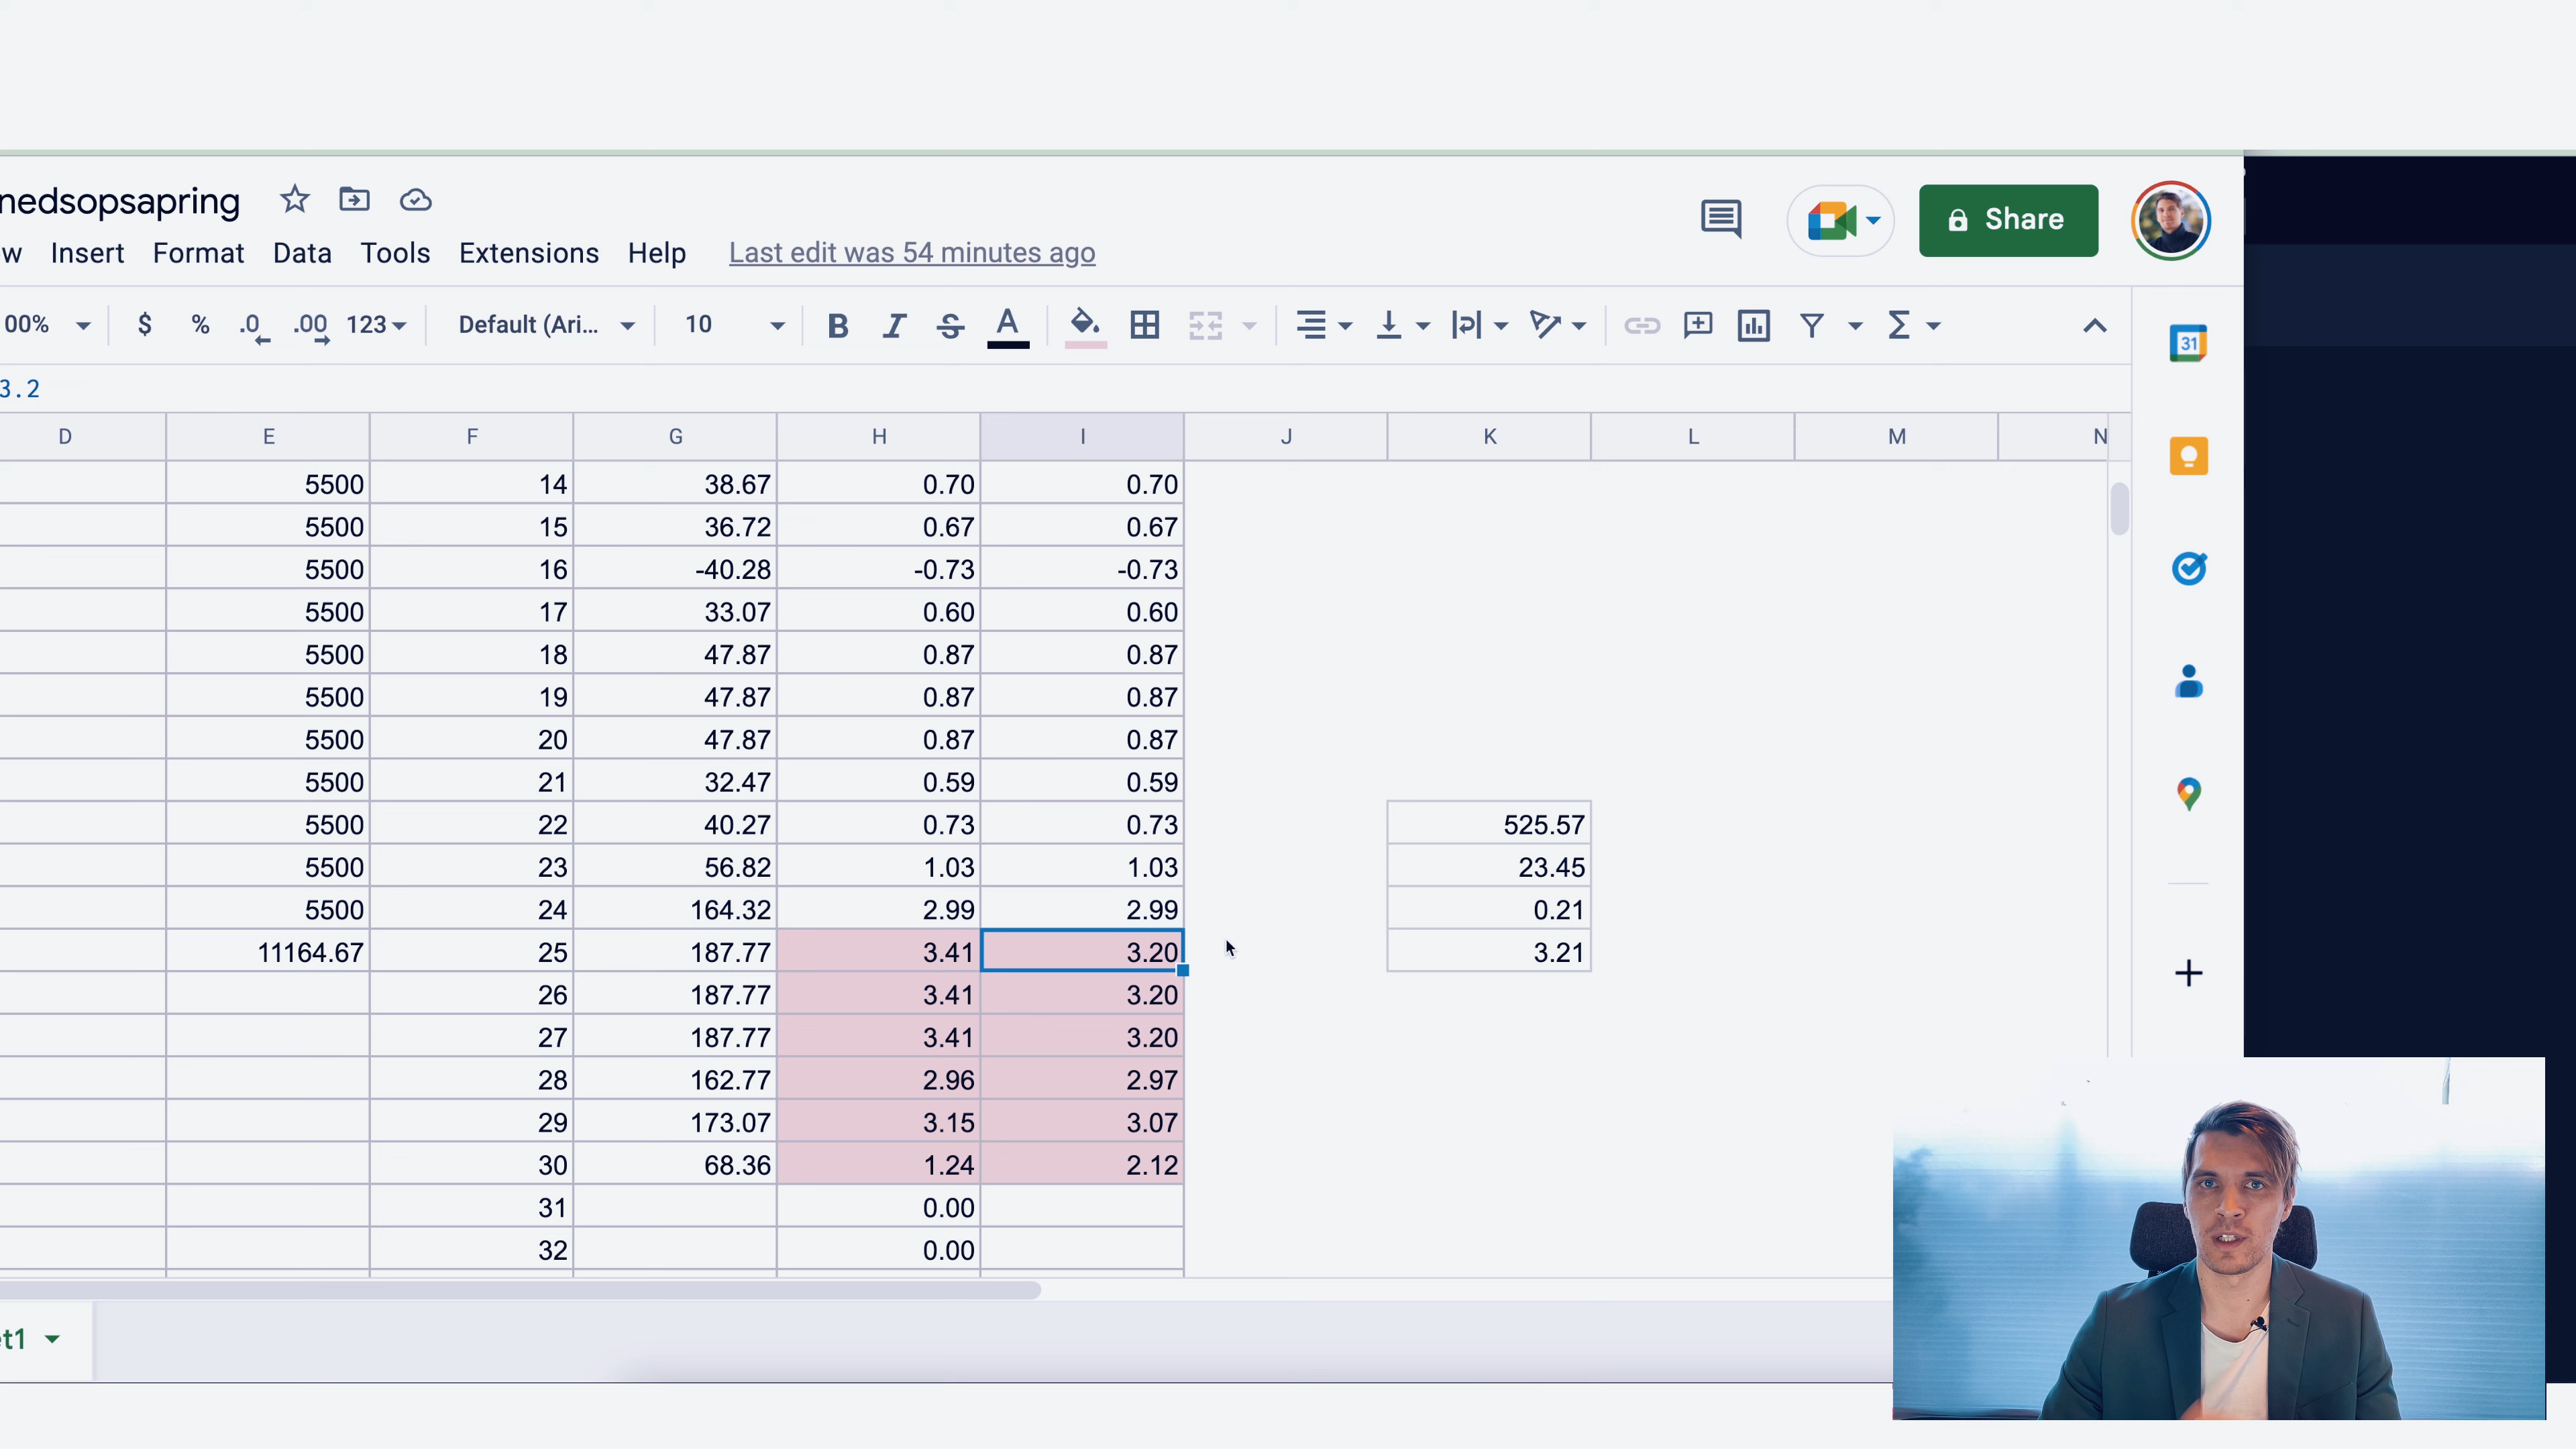 nedsopsapring
w Insert Format Data Tools Extensions Help Last edit was 54 minutes ago
Share
00% $ % .0 .00 123 Default (Ari... 10 B I S A Σ
31
3.2
D E F G H I J K L M N
5500 14 38.67 0.70 0.70
5500 15 36.72 0.67 0.67
5500 16 -40.28 -0.73 -0.73
5500 17 33.07 0.60 0.60
5500 18 47.87 0.87 0.87
5500 19 47.87 0.87 0.87
5500 20 47.87 0.87 0.87
5500 21 32.47 0.59 0.59
5500 22 40.27 0.73 0.73 525.57
5500 23 56.82 1.03 1.03 23.45
5500 24 164.32 2.99 2.99 0.21
11164.67 25 187.77 3.41 3.20 3.21
26 187.77 3.41 3.20
27 187.77 3.41 3.20
28 162.77 2.96 2.97
29 173.07 3.15 3.07
30 68.36 1.24 2.12
31 0.00
32 0.00
et1